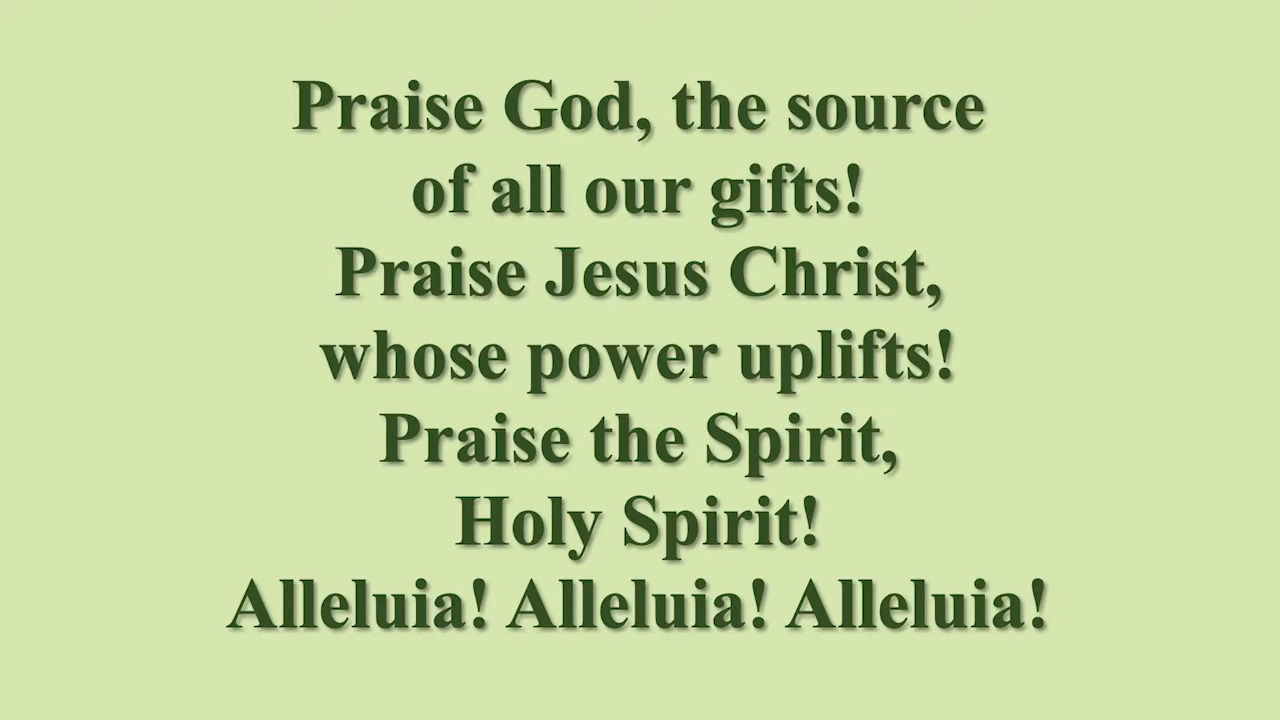 Praise God, the source
of all our gifts!
Praise Jesus Christ,
whose power uplifts!
Praise the Spirit,
Holy Spirit!
Alleluia! Alleluia! Alleluia!